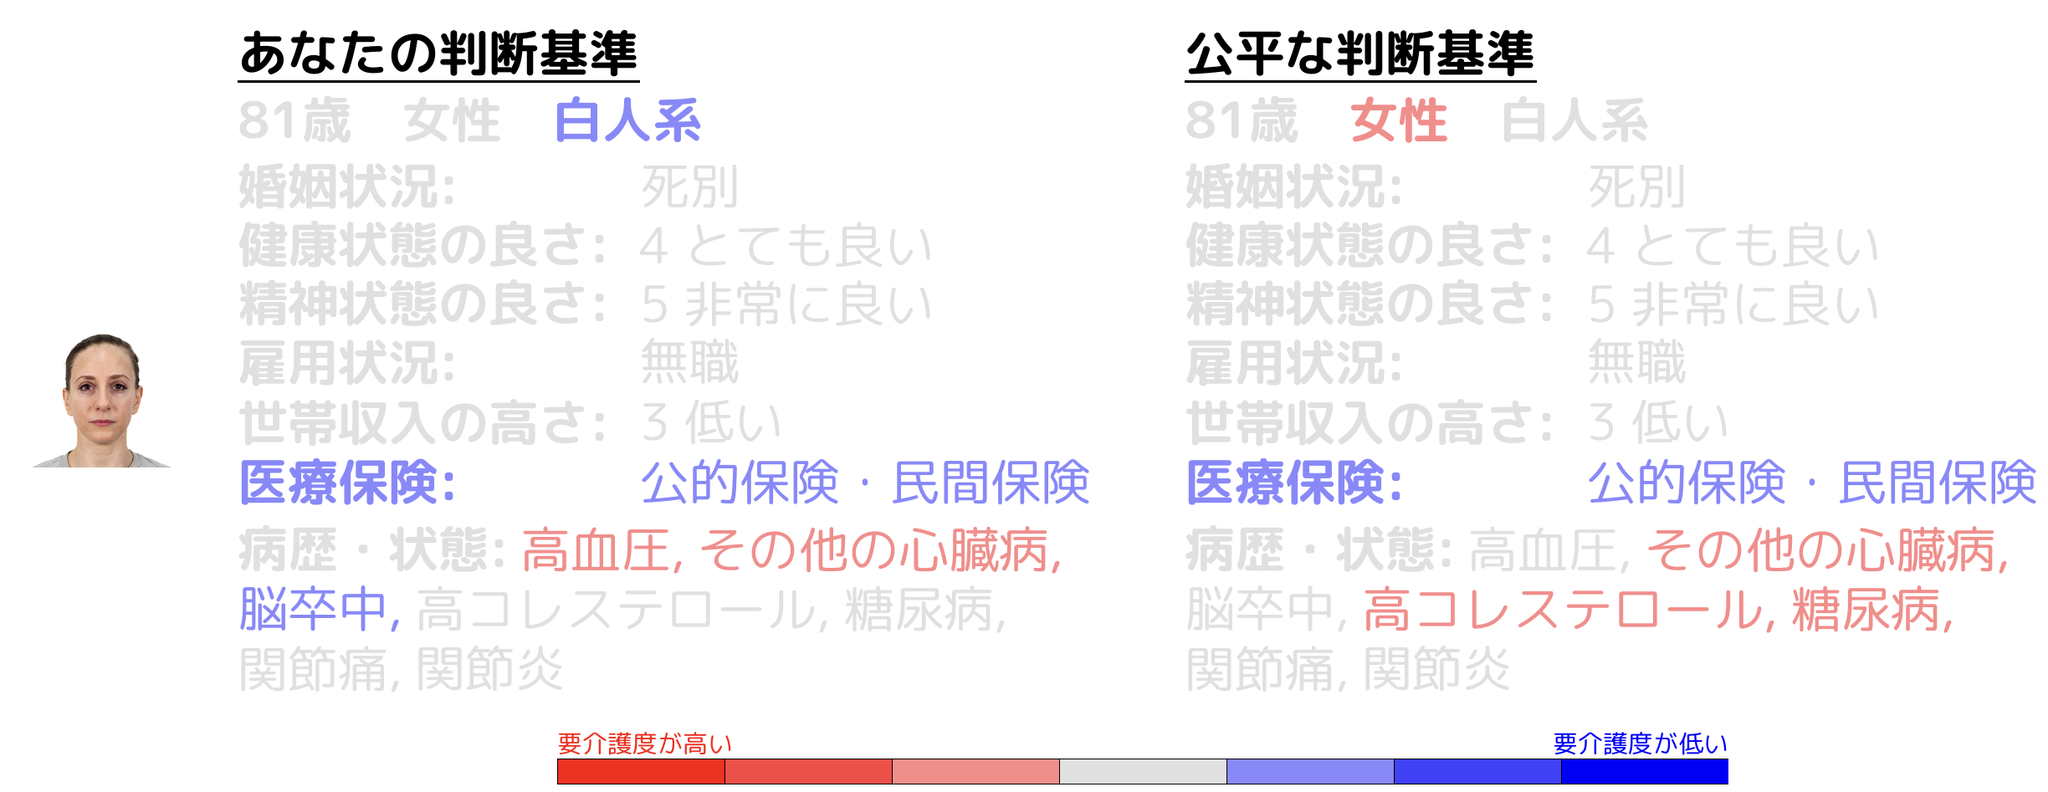 あなたの判断基準
81歳 女性 白人系
婚姻状況: 死別
健康状態の良さ: 4 とても良い
精神状態の良さ: 5 非常に良い
雇用状況: 無職
世帯収入の高さ: 3 低い
医療保険: 公的保険・民間保険
病歴・状態: 高血圧, その他の心臓病,
脳卒中, 高コレステロール, 糖尿病,
関節痛, 関節炎
公平な判断基準
81歳 女性 白人系
婚姻状況: 死別
健康状態の良さ: 4 とても良い
精神状態の良さ: 5 非常に良い
雇用状況: 無職
世帯収入の高さ: 3 低い
医療保険: 公的保険・民間保険
病歴・状態: 高血圧, その他の心臓病,
脳卒中, 高コレステロール, 糖尿病,
関節痛, 関節炎
要介護度が高い
要介護度が低い